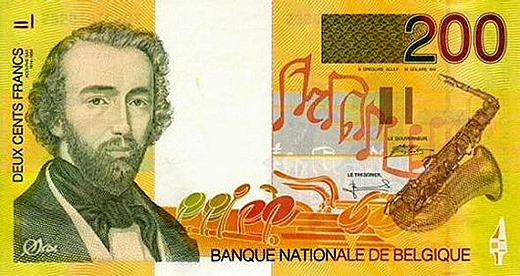 200
DEUX CENTS FRANCS
LE GOUVERNEUR,
LE TRESORIER,
BANQUE NATIONALE DE BELGIQUE